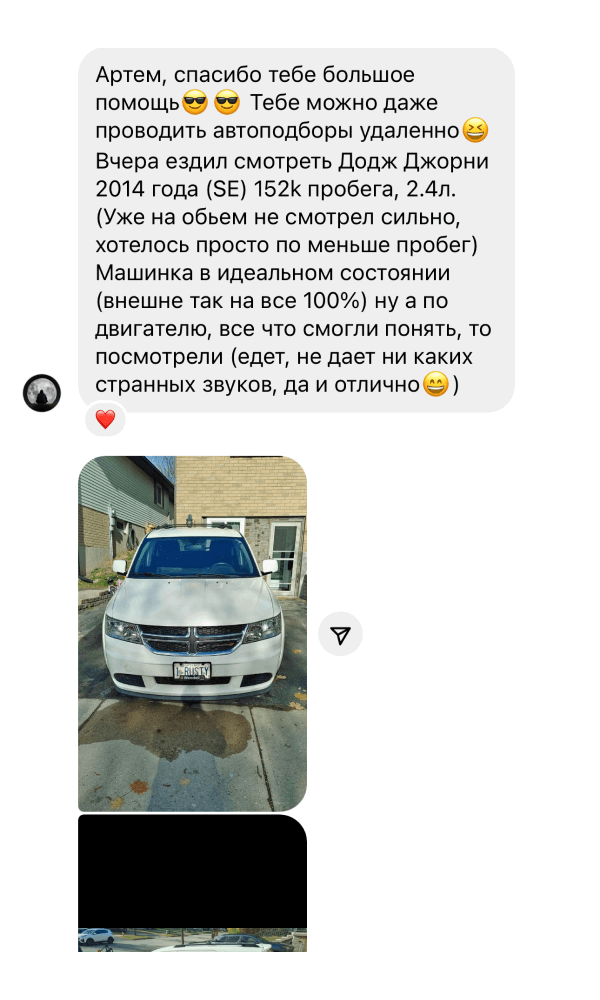 Артем, спасибо тебе большое
помощь😎😎 Тебе можно даже
проводить автоподборы удаленно😆
Вчера ездил смотреть Додж Джорни
2014 года (SE) 152k пробега, 2.4л.
(Уже на обьем не смотрел сильно,
хотелось просто по меньше пробег)
Машинка в идеальном состоянии
(внешне так на все 100%) ну а по
двигателю, все что смогли понять, то
посмотрели (едет, не дает ни каких
странных звуков, да и отлично😄)
RUSTY